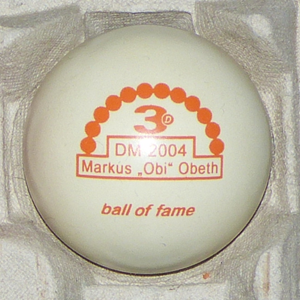 3D
DM 2004
Markus „Obi“ Obeth
ball of fame